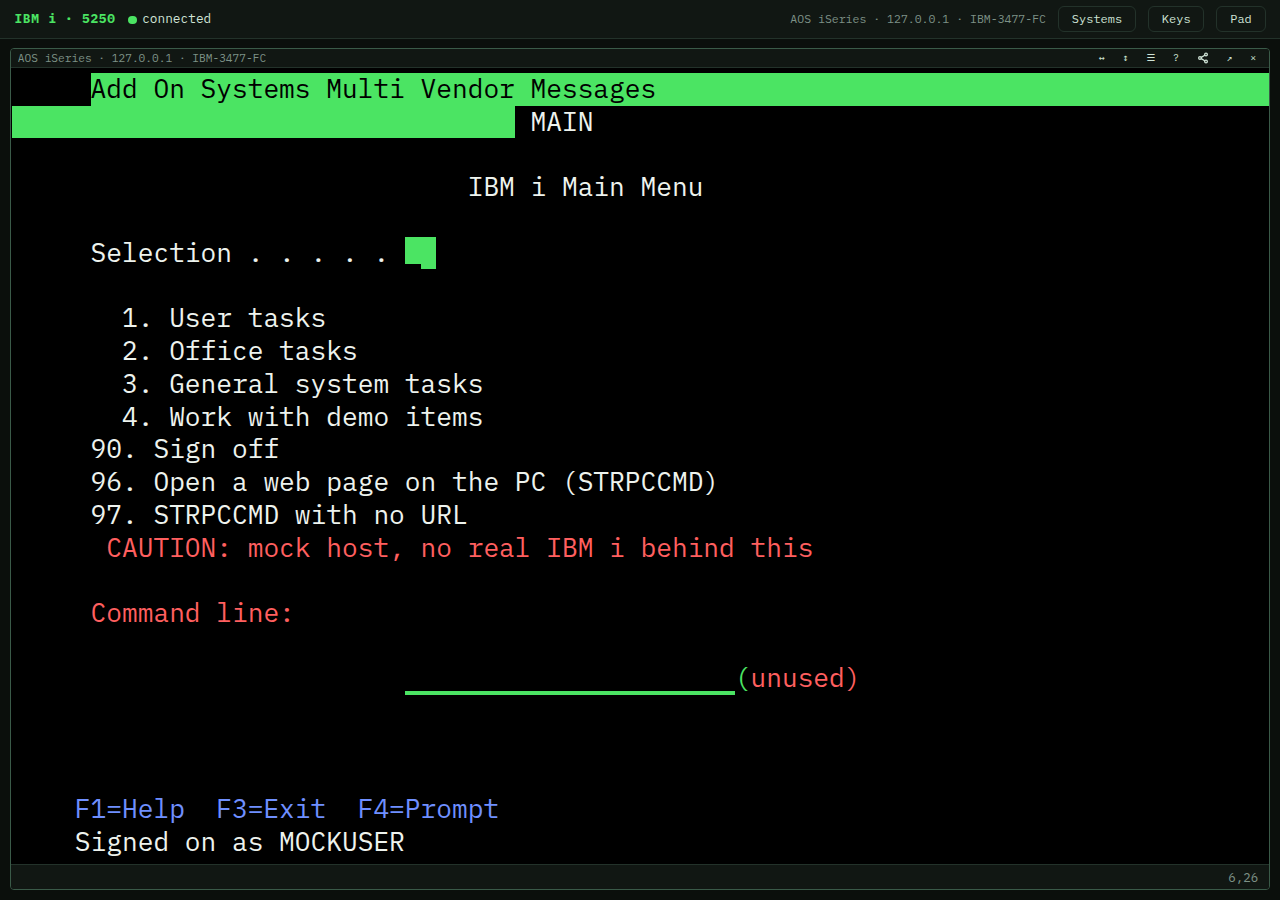 IBM i · 5250 connected AOS iSeries · 127.0.0.1 · IBM-3477-FC Systems Keys Pad
AOS iSeries · 127.0.0.1 · IBM-3477-FC ?
Add On Systems Multi Vendor Messages
MAIN
IBM i Main Menu
Selection . . . . .
1. User tasks
2. Office tasks
3. General system tasks
4. Work with demo items
90. Sign off
96. Open a web page on the PC (STRPCCMD)
97. STRPCCMD with no URL
CAUTION: mock host, no real IBM i behind this
Command line:
(unused)
F1=Help F3=Exit F4=Prompt
Signed on as MOCKUSER
6,26